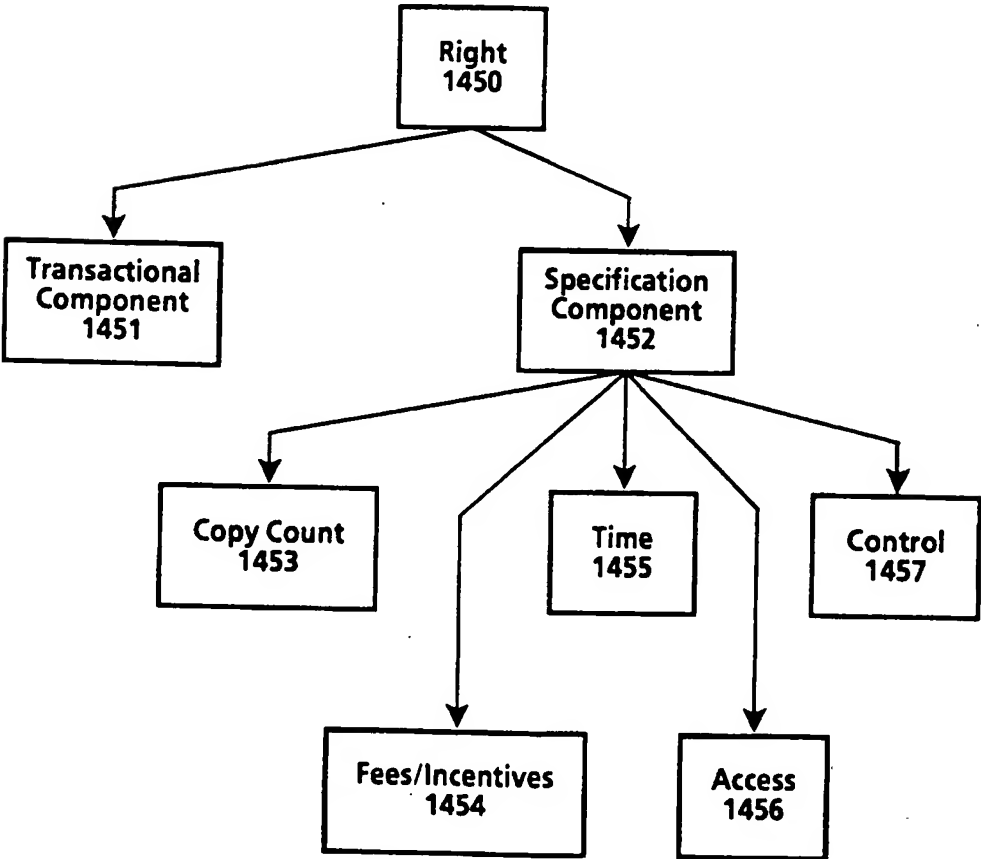 Right
1450
Transactional
Component
1451
Specification
Component
1452
Copy Count
1453
Time
1455
Control
1457
Fees/Incentives
1454
Access
1456